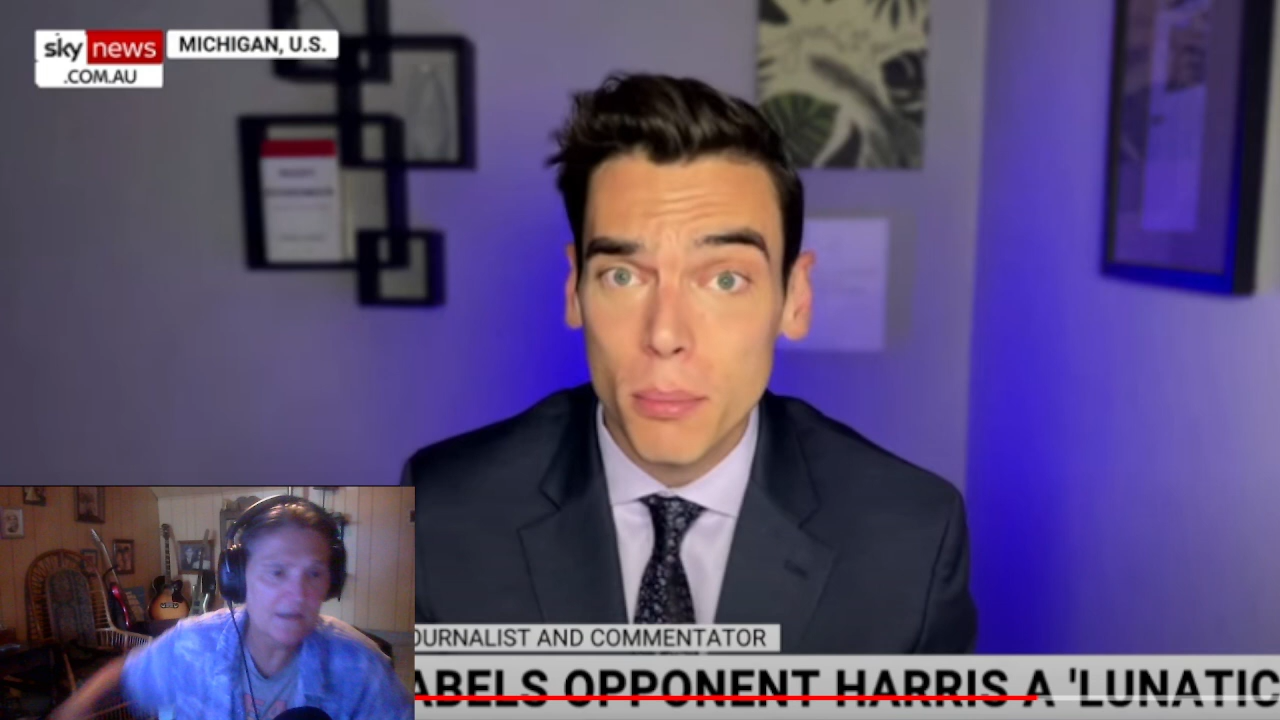 sky news
MICHIGAN, U.S.
.COM.AU
OURNALIST AND COMMENTATOR
ABELS OPPONENT HARRIS A 'LUNATIC